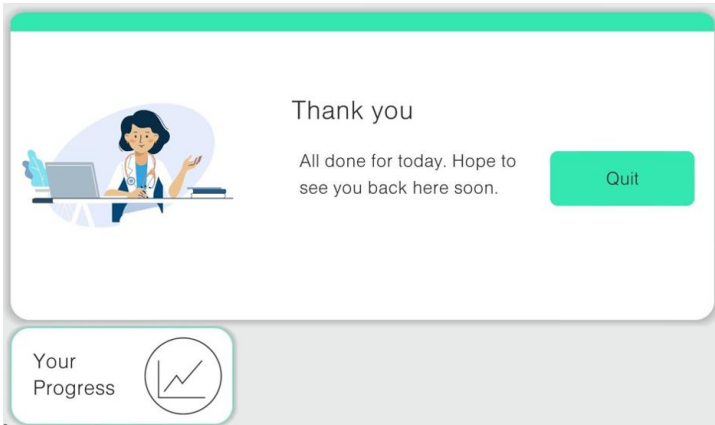 Thank you
All done for today. Hope to
see you back here soon.
Quit
Your
Progress